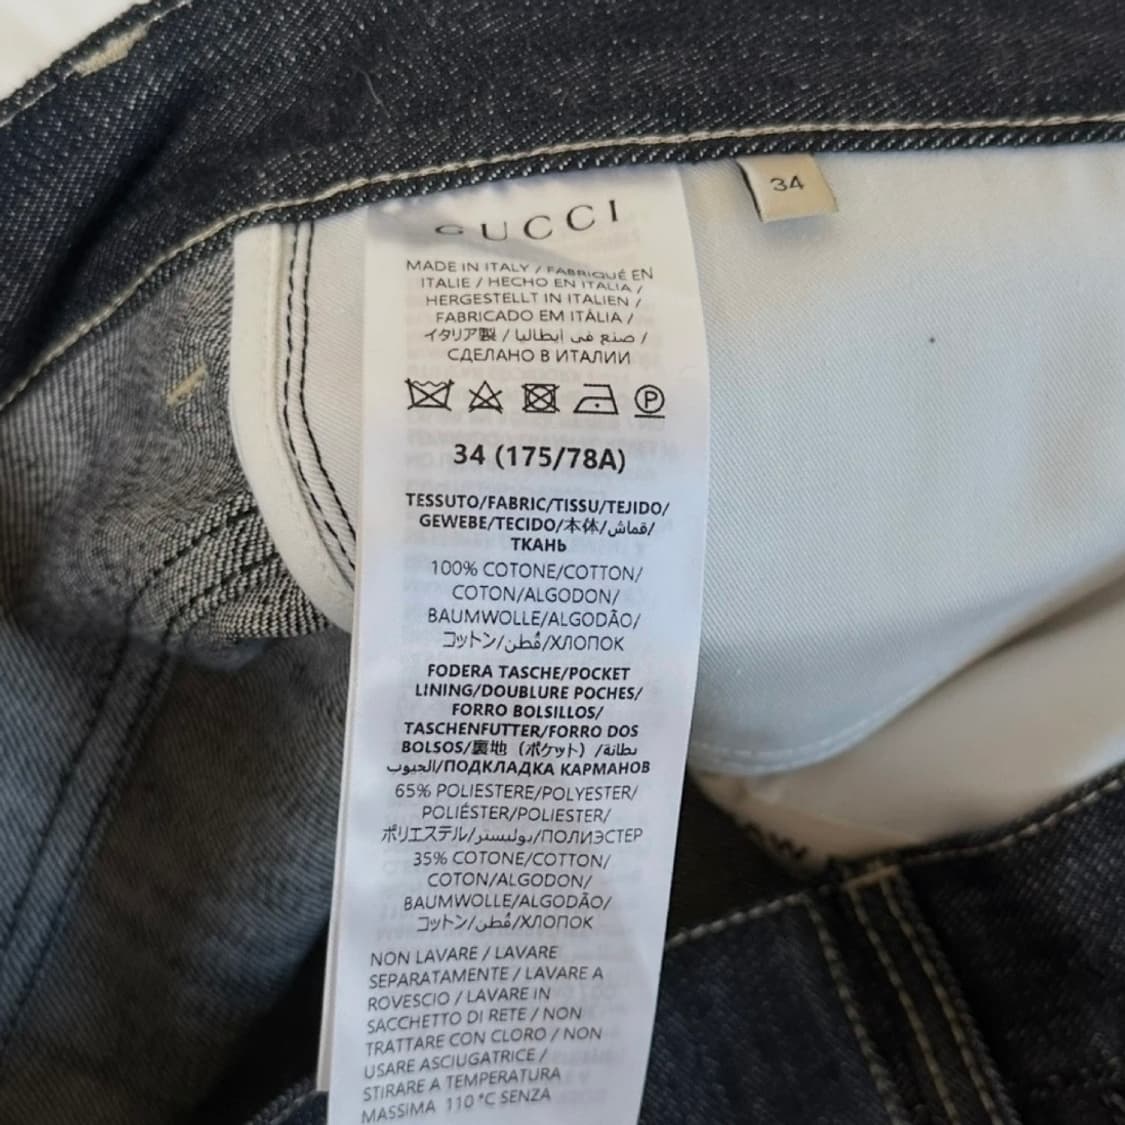 34
GUCCI
MADE IN ITALY / FABRIQUÉ EN
ITALIE / HECHO EN ITALIA /
HERGESTELLT IN ITALIEN /
FABRICADO EM ITÁLIA /
イタリア製 / صنع في إيطاليا /
СДЕЛАНО В ИТАЛИИ
P
34 (175/78A)
TESSUTO/FABRIC/TISSU/TEJIDO/
GEWEBE/TECIDO/本体/قماش/
ТКАНЬ
100% COTONE/COTTON/
COTON/ALGODON/
BAUMWOLLE/ALGODÃO/
コットン/قُطن/ХЛОПОК
FODERA TASCHE/POCKET
LINING/DOUBLURE POCHES/
FORRO BOLSILLOS/
TASCHENFUTTER/FORRO DOS
BOLSOS/裏地 (ポケット) /بطانة
الجيوب/ПОДКЛАДКА КАРМАНОВ
65% POLIESTERE/POLYESTER/
POLIÉSTER/POLIESTER/
ポリエステル/بوليستر/ПОЛИЭСТЕР
35% COTONE/COTTON/
COTON/ALGODON/
BAUMWOLLE/ALGODÃO/
コットン/قُطن/ХЛОПОК
NON LAVARE / LAVARE
SEPARATAMENTE / LAVARE A
ROVESCIO / LAVARE IN
SACCHETTO DI RETE / NON
TRATTARE CON CLORO / NON
USARE ASCIUGATRICE /
STIRARE A TEMPERATURA
MASSIMA 110 °C SENZA